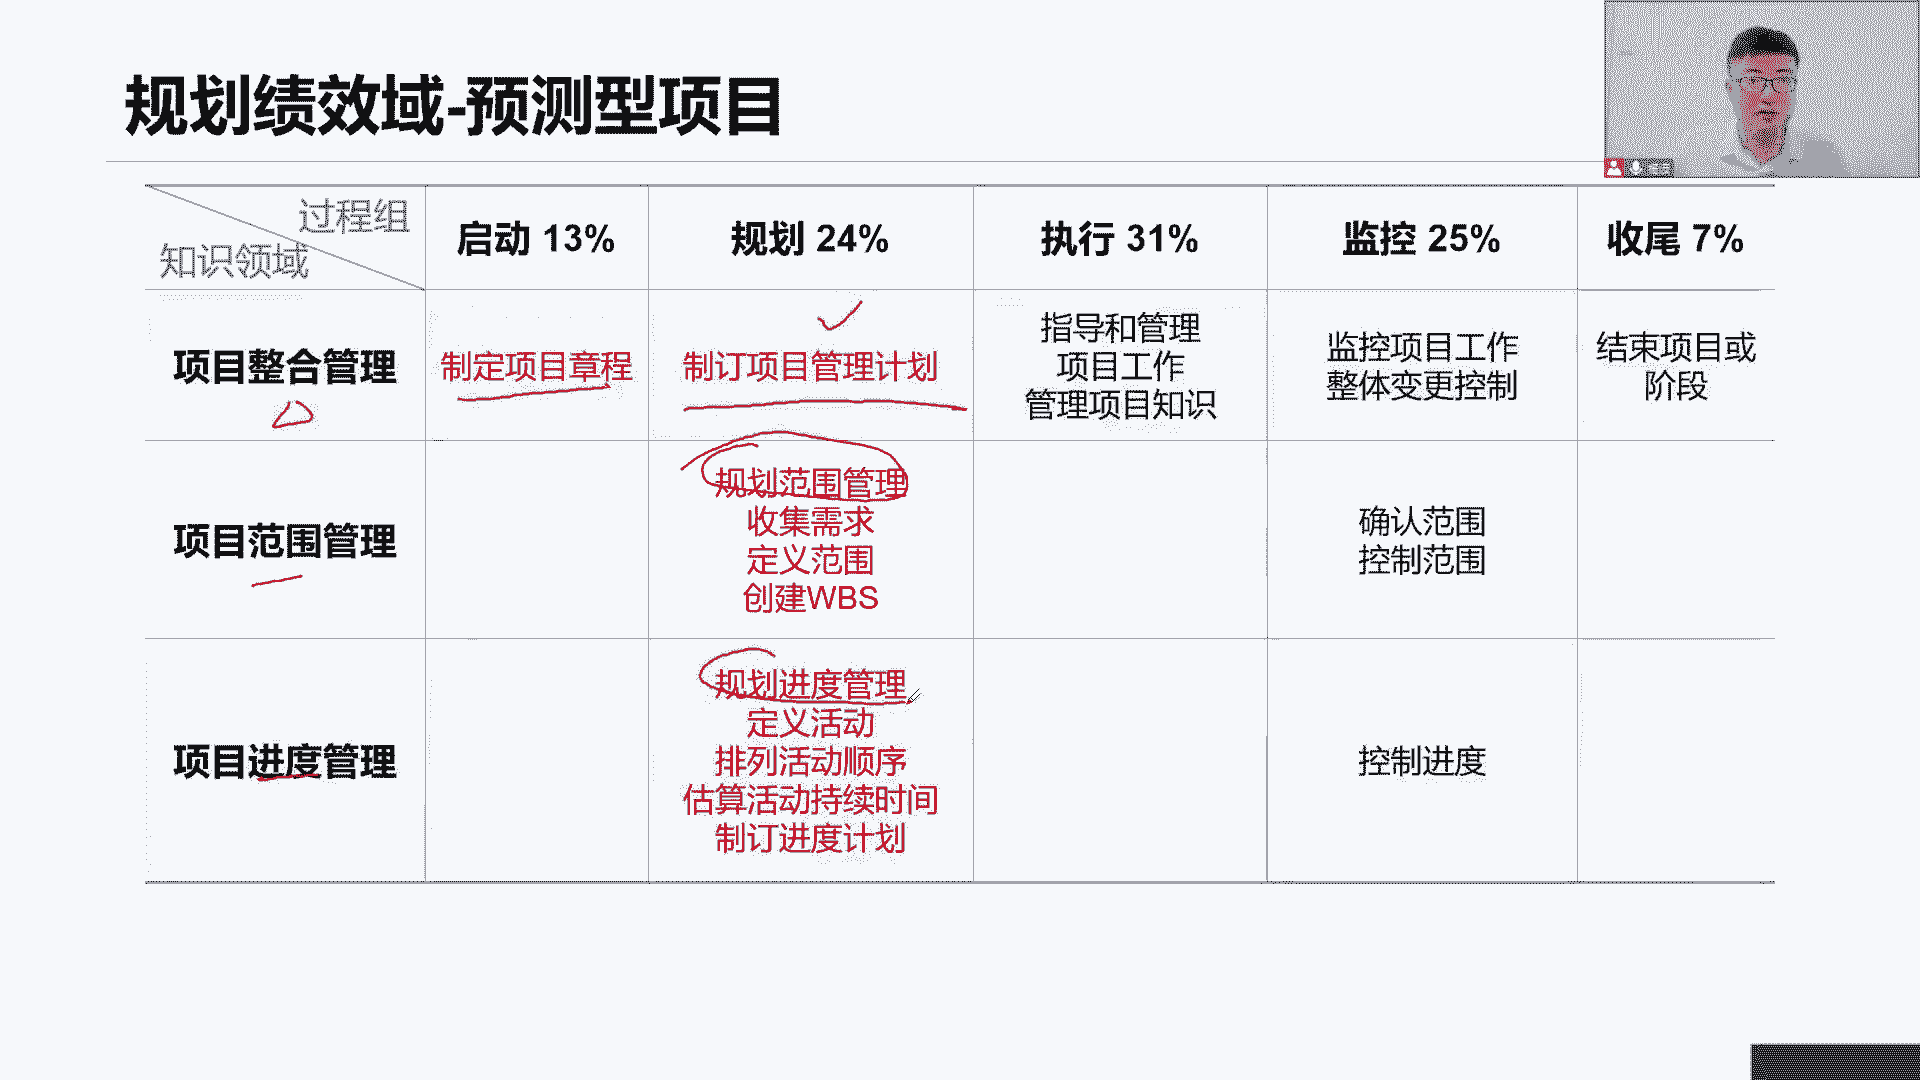 规划绩效域-预测型项目
过程组
知识领域
启动 13%
规划 24%
执行 31%
监控 25%
收尾 7%
项目整合管理
制定项目章程
制订项目管理计划
指导和管理
项目工作
管理项目知识
监控项目工作
整体变更控制
结束项目或
阶段
项目范围管理
规划范围管理
收集需求
定义范围
创建WBS
确认范围
控制范围
项目进度管理
规划进度管理
定义活动
排列活动顺序
估算活动持续时间
制订进度计划
控制进度